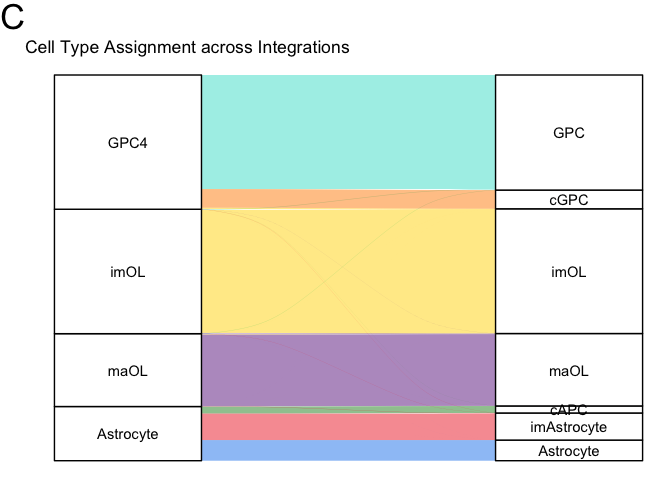 C
Cell Type Assignment across Integrations
GPC4
GPC
cGPC
imOL
imOL
maOL
maOL
cAPC
Astrocyte
imAstrocyte
Astrocyte